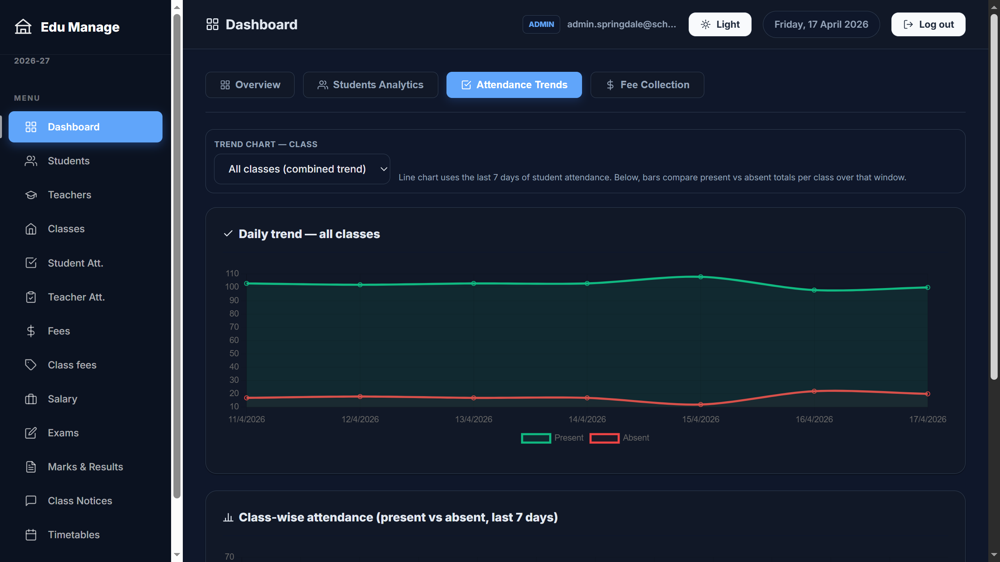 Edu Manage
2026-27
MENU
Dashboard
Students
Teachers
Classes
Student Att.
Teacher Att.
Fees
Class fees
Salary
Exams
Marks & Results
Class Notices
Timetables
Dashboard
ADMIN admin.springdale@sch... Light Friday, 17 April 2026 Log out
Overview Students Analytics Attendance Trends Fee Collection
TREND CHART — CLASS
All classes (combined trend)
Line chart uses the last 7 days of student attendance. Below, bars compare present vs absent totals per class over that window.
Daily trend — all classes
110
100
90
80
70
60
50
40
30
20
10
11/4/2026 12/4/2026 13/4/2026 14/4/2026 15/4/2026 16/4/2026 17/4/2026
Present Absent
Class-wise attendance (present vs absent, last 7 days)
70